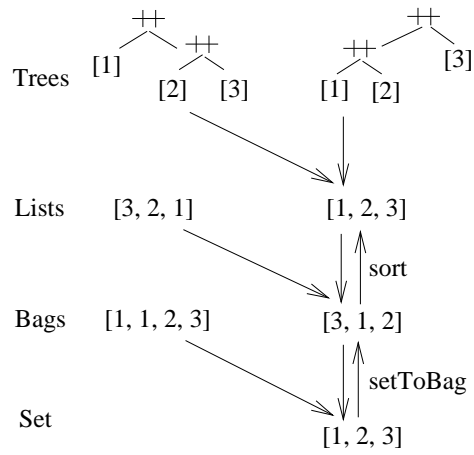 ++ ++
[1] ++ ++ [3]
Trees [2] [3] [1] [2]
Lists [3, 2, 1] [1, 2, 3]
sort
Bags [1, 1, 2, 3] [3, 1, 2]
setToBag
Set [1, 2, 3]